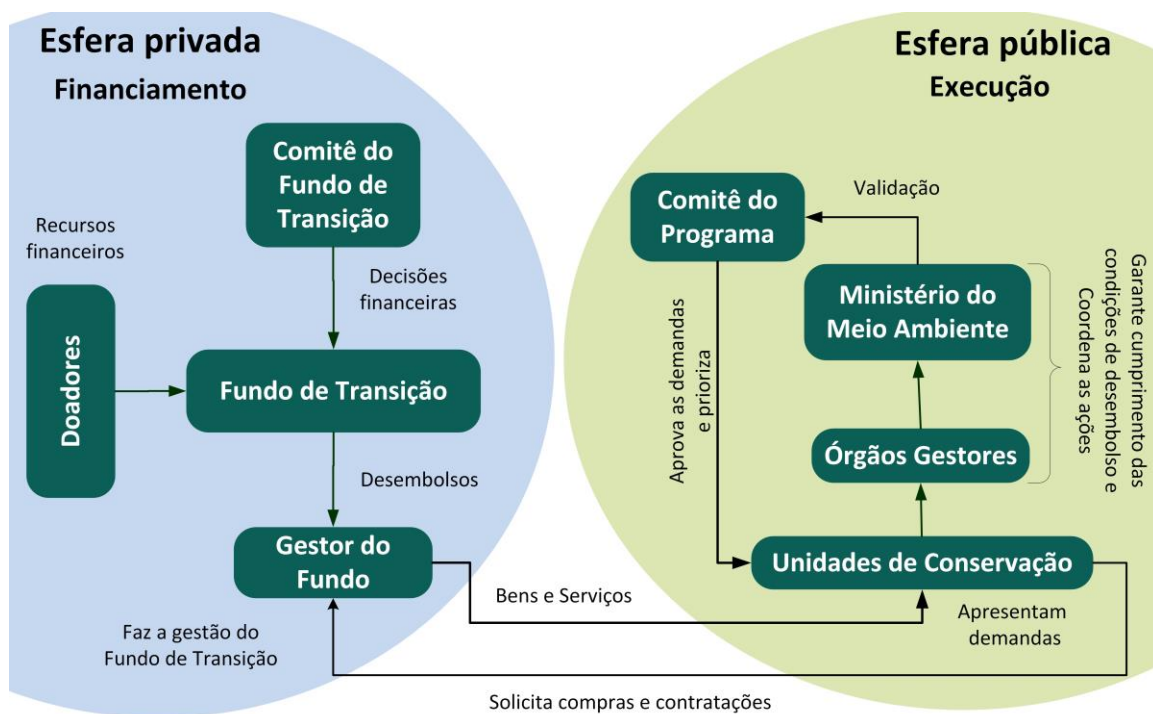 Esfera privada
Financiamento
Comitê do
Fundo de
Transição
Recursos
financeiros
Decisões
financeiras
Doadores
Fundo de Transição
Desembolsos
Gestor do
Fundo
Faz a gestão do
Fundo de Transição
Bens e Serviços
Solicita compras e contratações
Esfera pública
Execução
Validação
Comitê do
Programa
Ministério do
Meio Ambiente
Garante cumprimento das
condições de desembolso e
Coordena as ações
Aprova as demandas
e prioriza
Órgãos Gestores
Unidades de Conservação
Apresentam
demandas